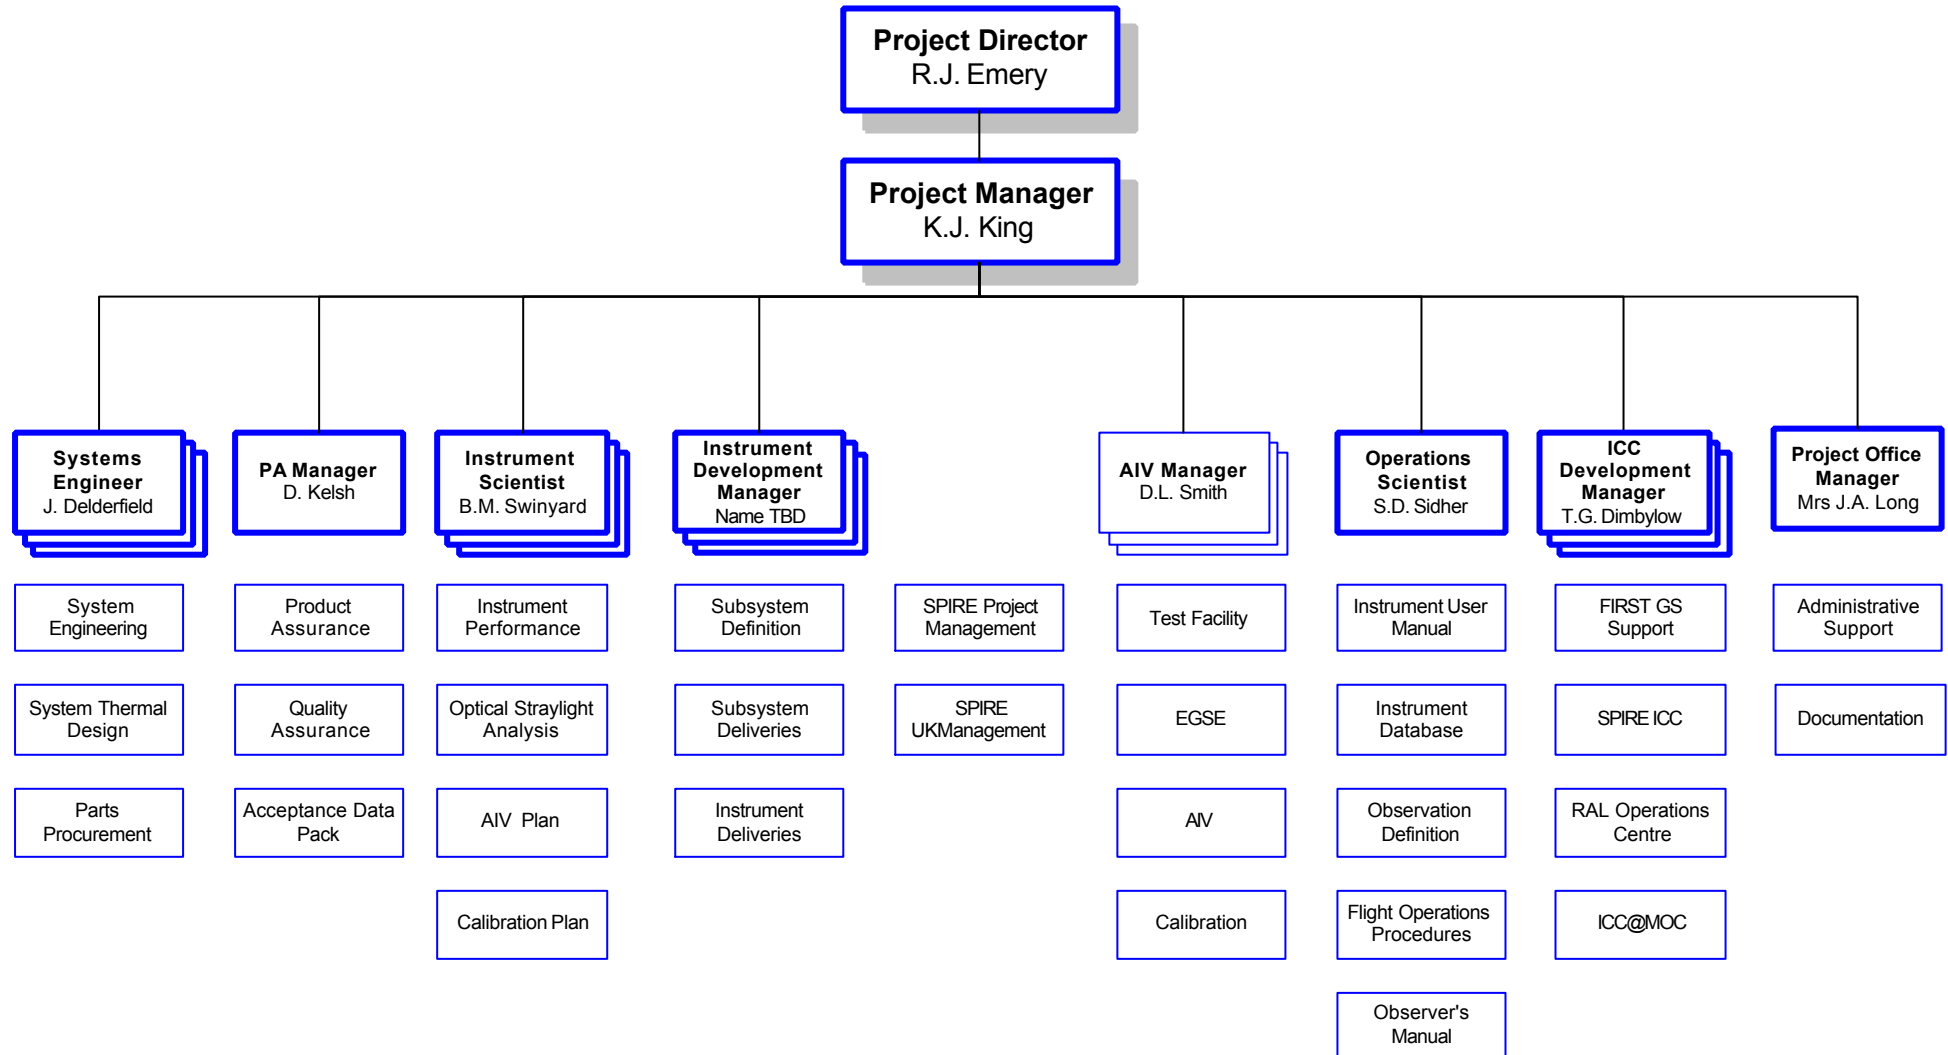 Project Director
R.J. Emery
Project Manager
K.J. King
Systems
Engineer
J. Delderfield
PA Manager
D. Kelsh
Instrument
Scientist
B.M. Swinyard
Instrument
Development
Manager
Name TBD
AIV Manager
D.L. Smith
Operations
Scientist
S.D. Sidher
ICC
Development
Manager
T.G. Dimbylow
Project Office
Manager
Mrs J.A. Long
System
Engineering
Product
Assurance
Instrument
Performance
Subsystem
Definition
SPIRE Project
Management
Test Facility
Instrument User
Manual
FIRST GS
Support
Administrative
Support
System Thermal
Design
Quality
Assurance
Optical Straylight
Analysis
Subsystem
Deliveries
SPIRE
UKManagement
EGSE
Instrument
Database
SPIRE ICC
Documentation
Parts
Procurement
Acceptance Data
Pack
AIV Plan
Instrument
Deliveries
AIV
Observation
Definition
RAL Operations
Centre
Calibration Plan
Calibration
Flight Operations
Procedures
ICC@MOC
Observer's
Manual